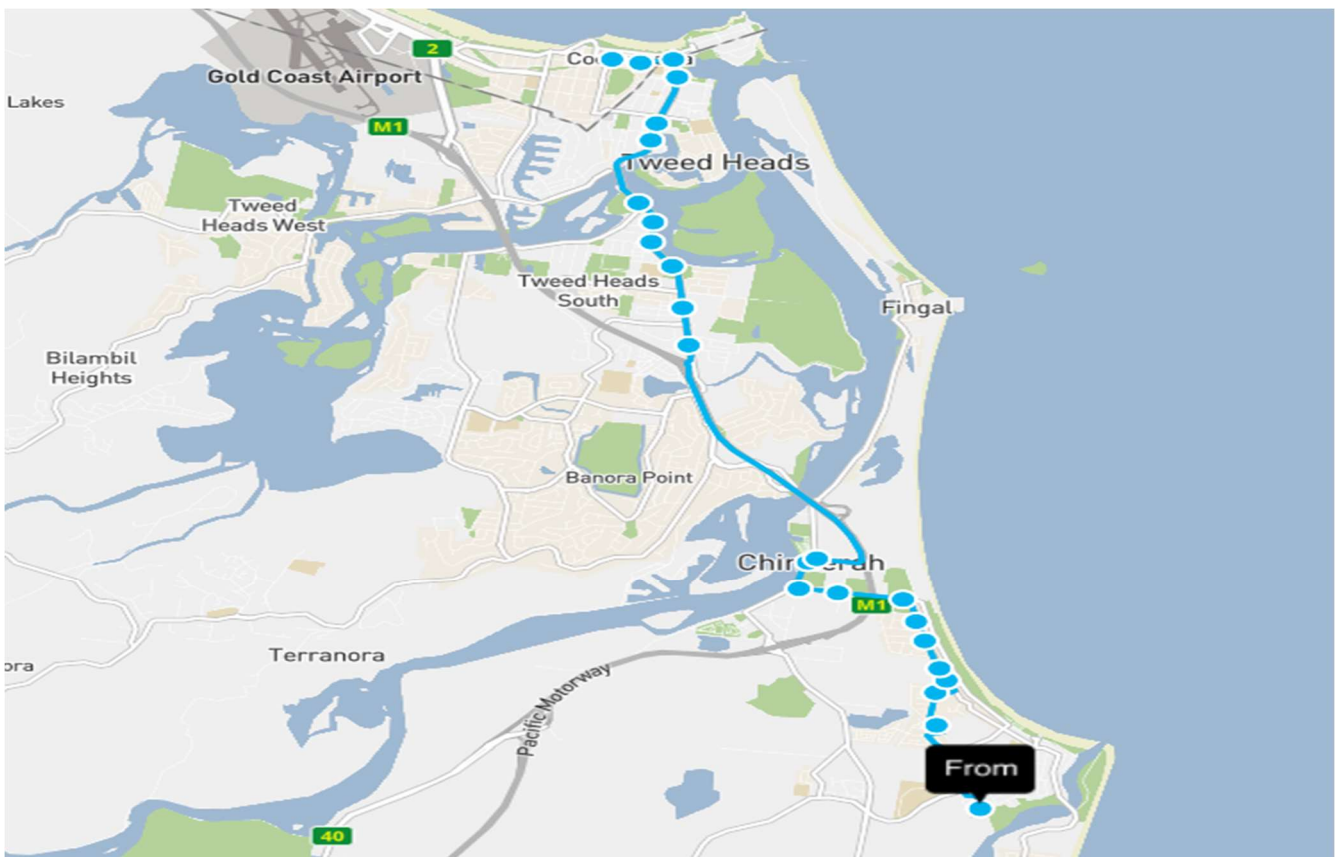 2
Gold Coast Airport
Lakes
M1
Tweed Heads
Tweed
Heads West
Tweed Heads
South
Fingal
Bilambil
Heights
Banora Point
M1
Terranora
ora
Pacific Motorway
From
40